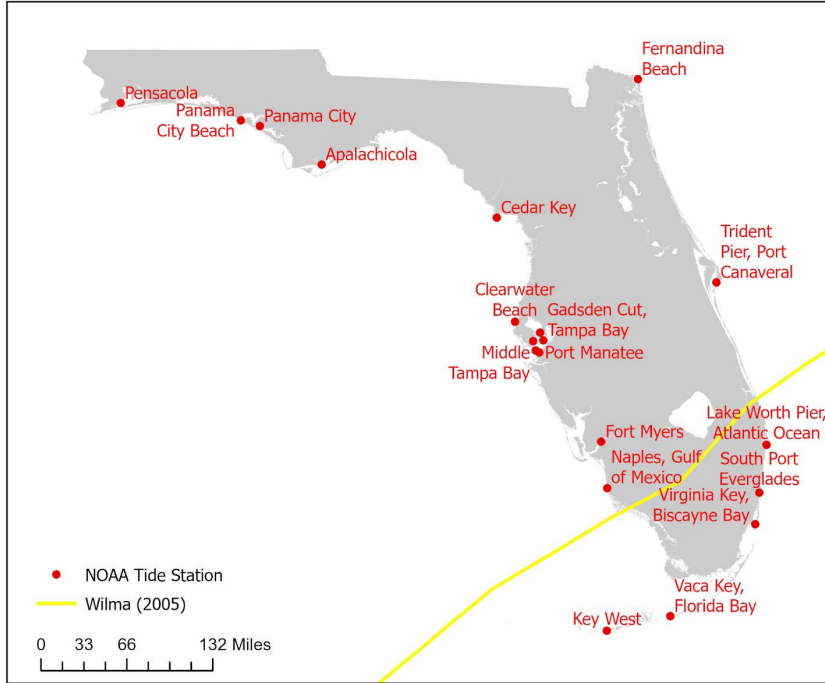 Fernandina
Beach
Pensacola
Panama
City Beach
Panama City
Apalachicola
Cedar Key
Trident
Pier, Port
Canaveral
Clearwater
Beach
Gadsden Cut,
Tampa Bay
Middle
Tampa Bay
Port Manatee
Lake Worth Pier,
Atlantic Ocean
Fort Myers
Naples, Gulf
of Mexico
South Port
Everglades
Virginia Key,
Biscayne Bay
NOAA Tide Station
Wilma (2005)
Vaca Key,
Florida Bay
Key West
0 33 66 132 Miles